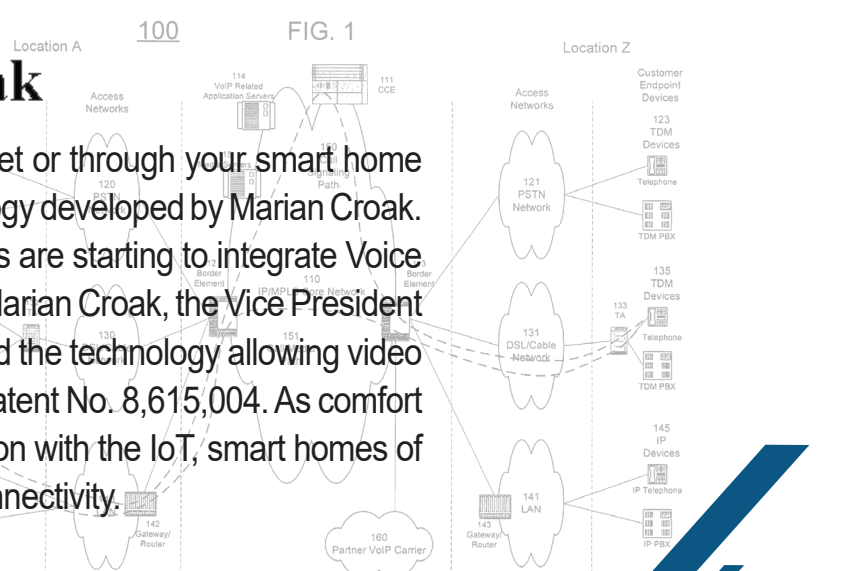 100
FIG. 1
Location A
Location Z
ak
Access
Networks
114
VoIP Related
Application Servers
111
CCE
Access
Networks
Customer
Endpoint
Devices
123
TDM
Devices
Telephone
TDM PBX
et or through your smart home
ogy developed by Marian Croak.
s are starting to integrate Voice
Marian Croak, the Vice President
d the technology allowing video
atent No. 8,615,004. As comfort
on with the IoT, smart homes of
nnectivity.
120
PSTN
Signaling
Path
121
PSTN
Network
Border
Element
110
IP/MPLS Core Network
Border
Element
135
TDM
Devices
133
TA
Telephone
TDM PBX
130
151
131
DSL/Cable
Network
145
IP
Devices
IP Telephone
IP PBX
142
Gateway/
Router
143
Gateway/
Router
141
LAN
160
Partner VoIP Carrier